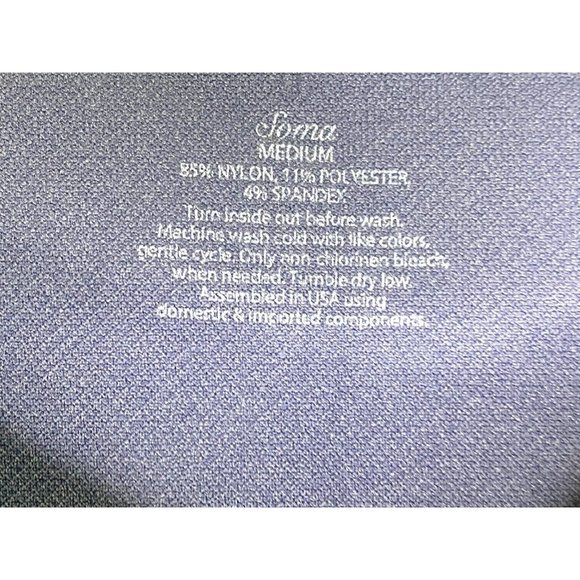 Soma
MEDIUM
85% NYLON, 11% POLYESTER,
4% SPANDEX
Turn inside out before wash.
Machine wash cold with like colors,
gentle cycle. Only non-chlorinen bleach,
when needed. Tumble dry low.
Assembled in USA using
domestic & imported components.